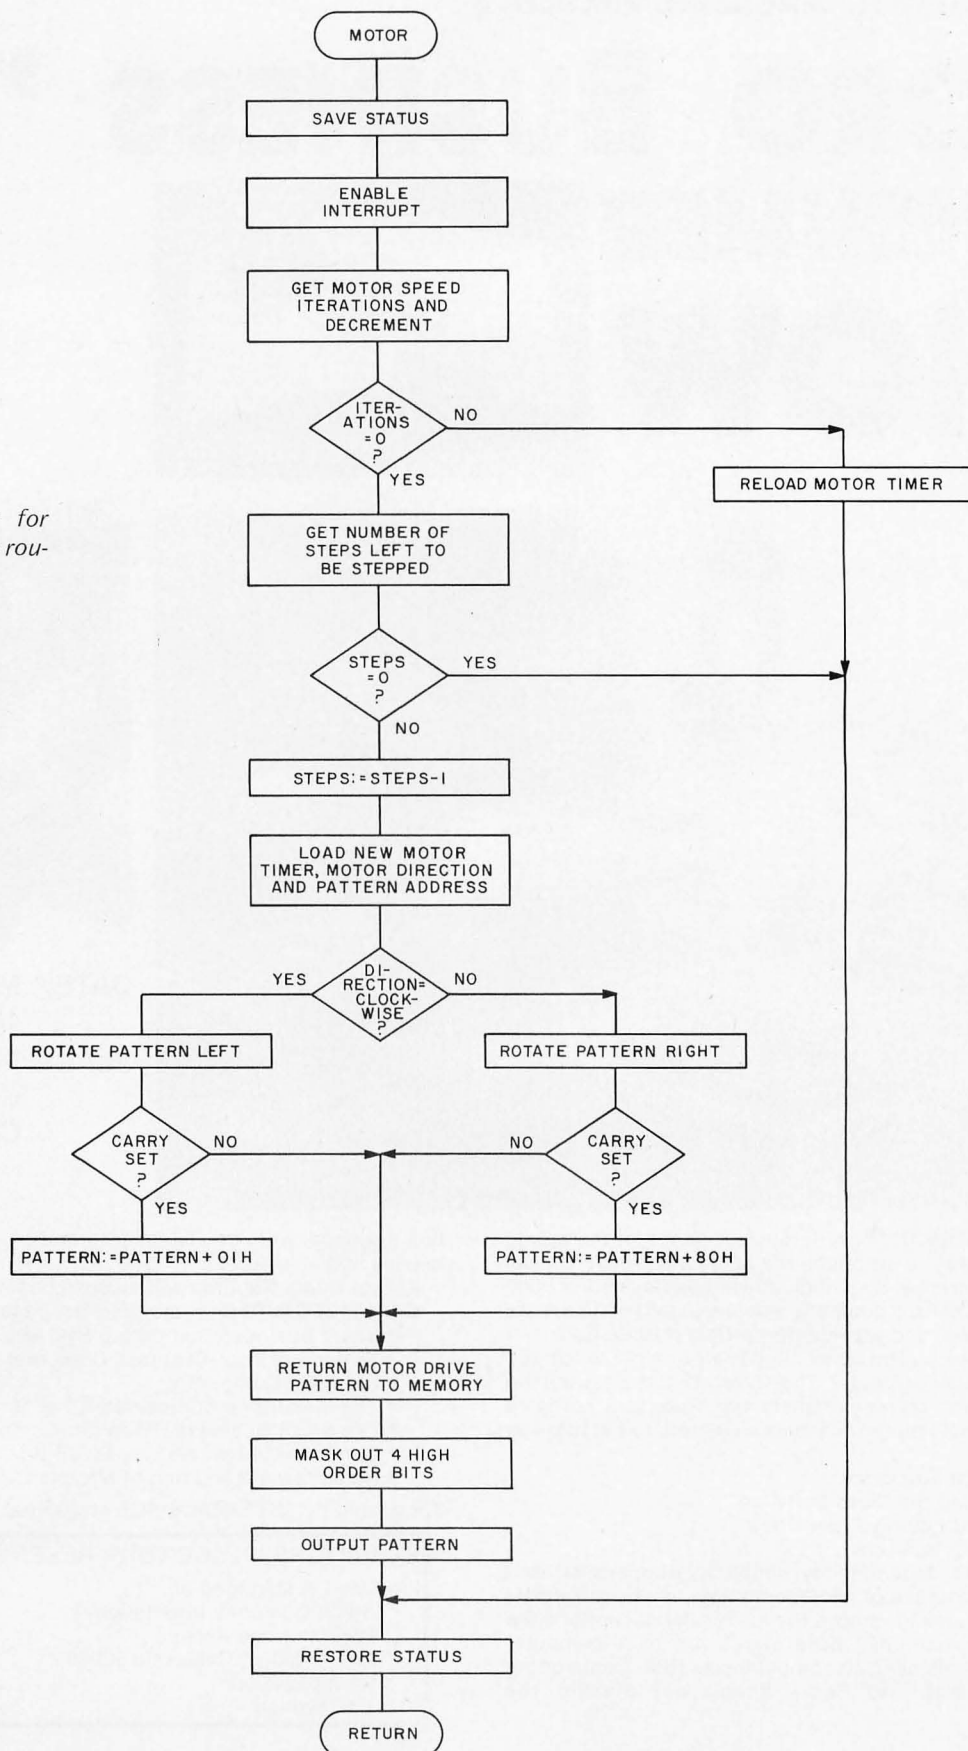 MOTOR
SAVE STATUS
ENABLE
INTERRUPT
GET MOTOR SPEED
ITERATIONS AND
DECREMENT
ITER-
ATIONS
=0
?
NO
YES
RELOAD MOTOR TIMER
for
rou-
GET NUMBER OF
STEPS LEFT TO
BE STEPPED
STEPS
=0
?
YES
NO
STEPS:=STEPS-1
LOAD NEW MOTOR
TIMER, MOTOR DIRECTION
AND PATTERN ADDRESS
DI-
RECTION=
CLOCK-
WISE
?
YES
NO
ROTATE PATTERN LEFT
ROTATE PATTERN RIGHT
CARRY
SET
?
NO
YES
NO
CARRY
SET
?
YES
PATTERN:=PATTERN+01H
PATTERN:=PATTERN+80H
RETURN MOTOR DRIVE
PATTERN TO MEMORY
MASK OUT 4 HIGH
ORDER BITS
OUTPUT PATTERN
RESTORE STATUS
RETURN